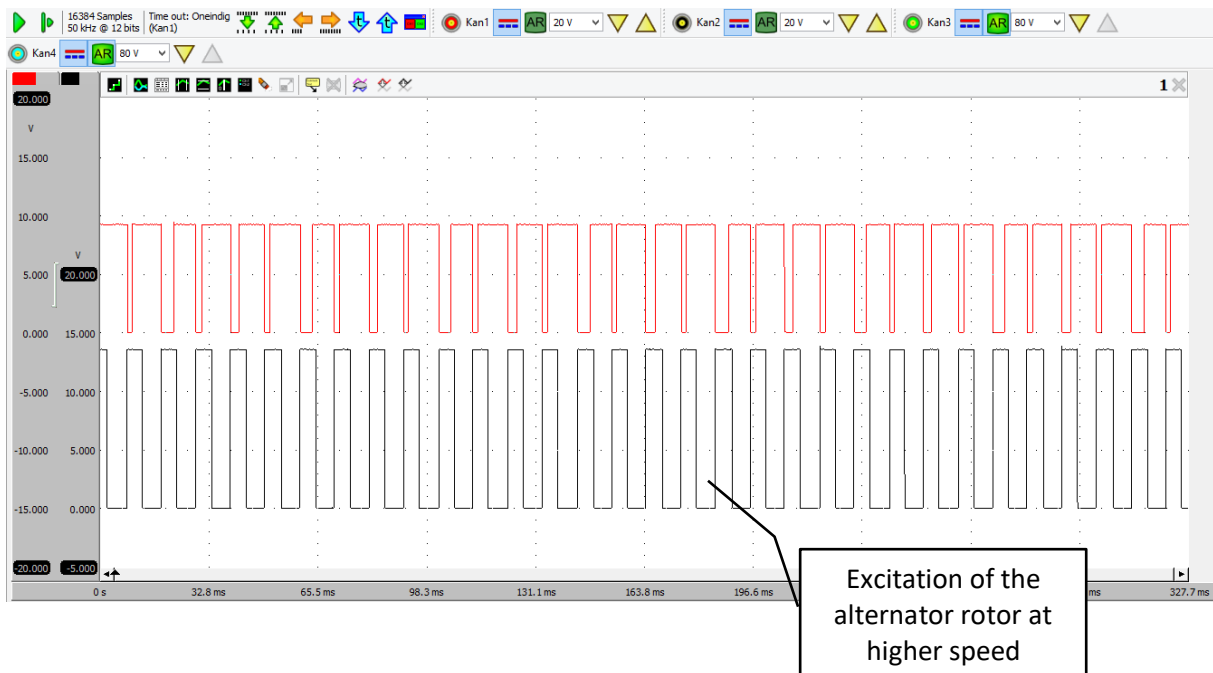 16384 Samples Time out: Oneindig Kan1 AR 20 V Kan2 AR 20 V Kan3 AR 80 V
50 kHz @ 12 bits (Kan 1)
Kan4 AR 80 V
1
20.000
V
15.000
10.000
V
5.000 20.000
0.000 15.000
-5.000 10.000
-10.000 5.000
-15.000 0.000
-20.000 -5.000
0 s 32.8 ms 65.5 ms 98.3 ms 131.1 ms 163.8 ms 196.6 ms ms 327.7 ms
Excitation of the
alternator rotor at
higher speed